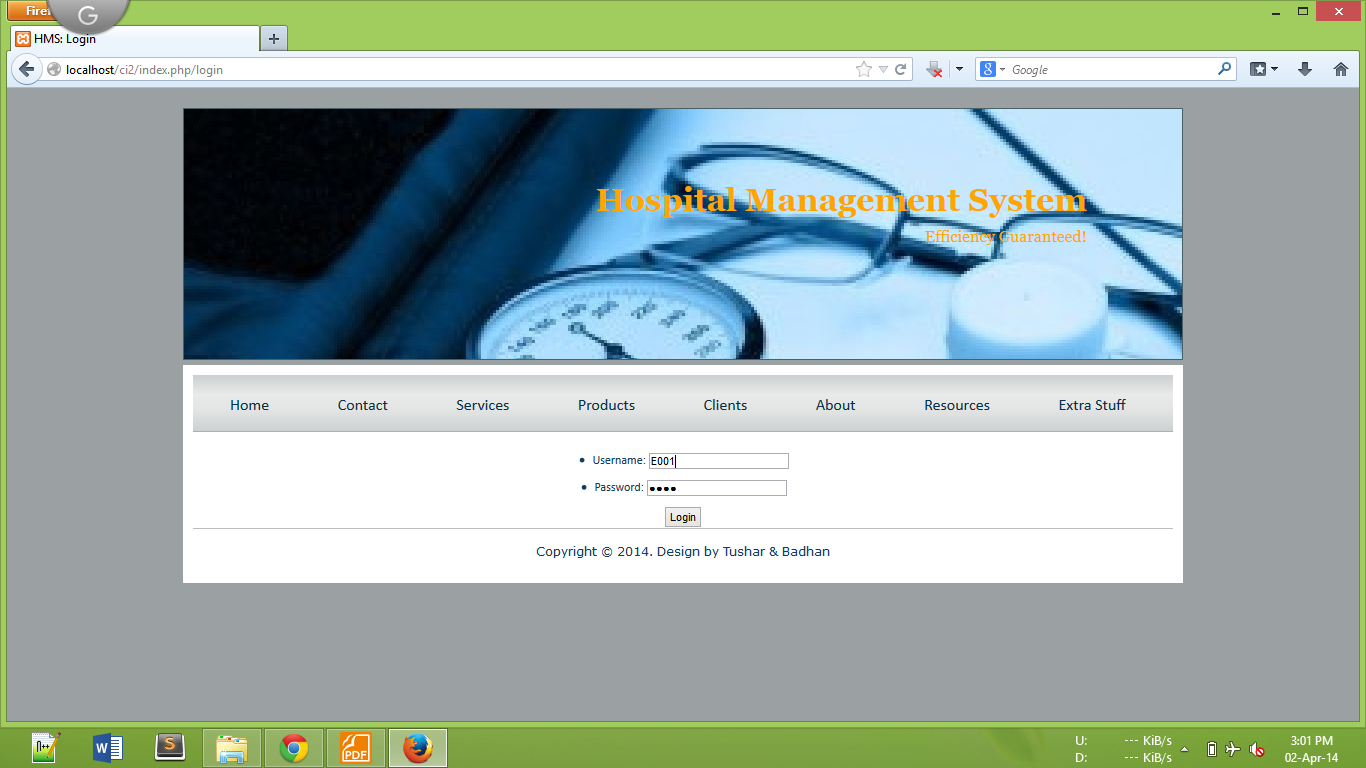 Firef
G
HMS: Login
localhost/ci2/index.php/login
8 Google
Hospital Management System
Efficiency Guaranteed!
Home Contact Services Products Clients About Resources Extra Stuff
Username: E001
Password: ••••
Login
Copyright © 2014. Design by Tushar & Badhan
U: --- KiB/s
D: --- KiB/s
3:01 PM
02-Apr-14
PDF